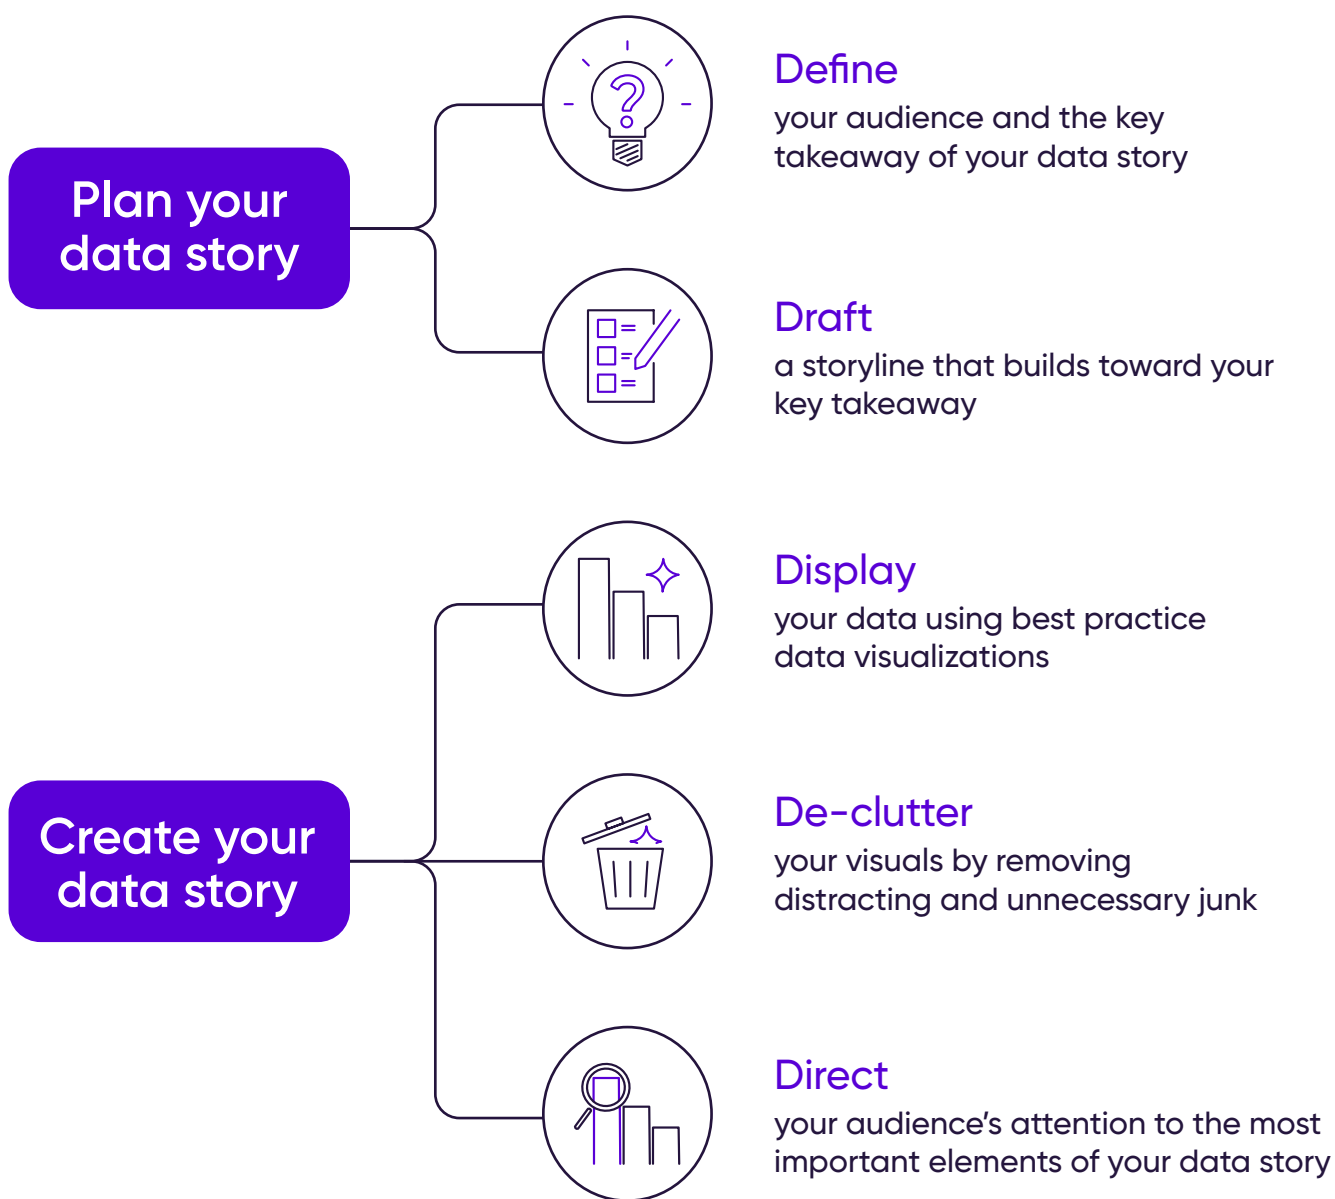 Plan your
data story
Define
your audience and the key
takeaway of your data story
Draft
a storyline that builds toward your
key takeaway
Create your
data story
Display
your data using best practice
data visualizations
De-clutter
your visuals by removing
distracting and unnecessary junk
Direct
your audience’s attention to the most
important elements of your data story